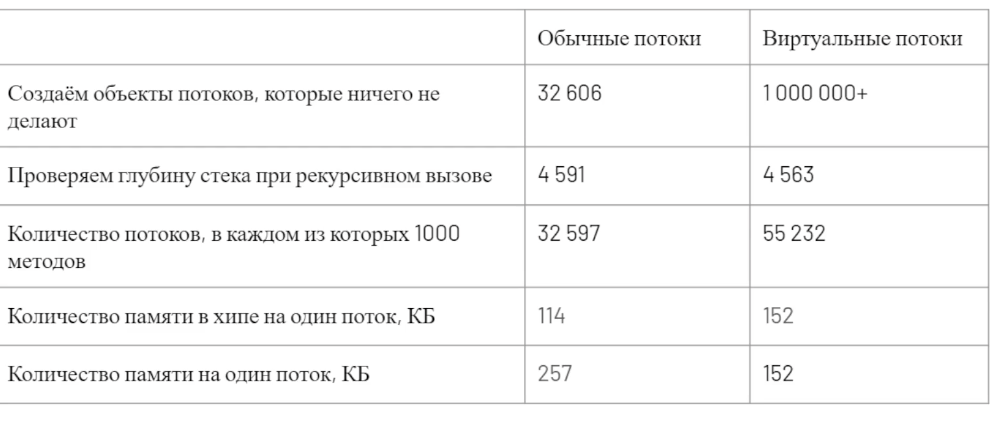 Обычные потоки Виртуальные потоки
Создаём объекты потоков, которые ничего не 32 606 1 000 000+
делают
Проверяем глубину стека при рекурсивном вызове 4 591 4 563
Количество потоков, в каждом из которых 1000 32 597 55 232
методов
Количество памяти в хипе на один поток, КБ 114 152
Количество памяти на один поток, КБ 257 152